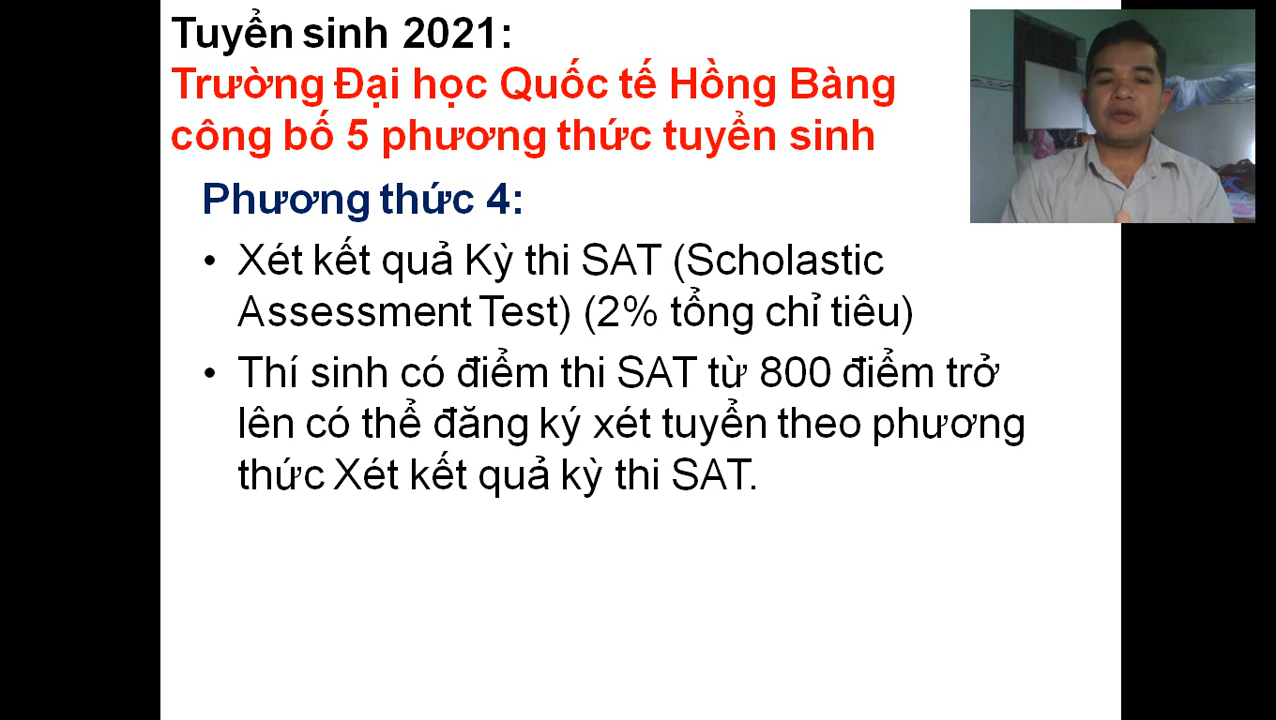 Tuyển sinh 2021:
Trường Đại học Quốc tế Hồng Bàng
công bố 5 phương thức tuyển sinh
Phương thức 4:
• Xét kết quả Kỳ thi SAT (Scholastic
Assessment Test) (2% tổng chỉ tiêu)
• Thí sinh có điểm thi SAT từ 800 điểm trở
lên có thể đăng ký xét tuyển theo phương
thức Xét kết quả kỳ thi SAT.